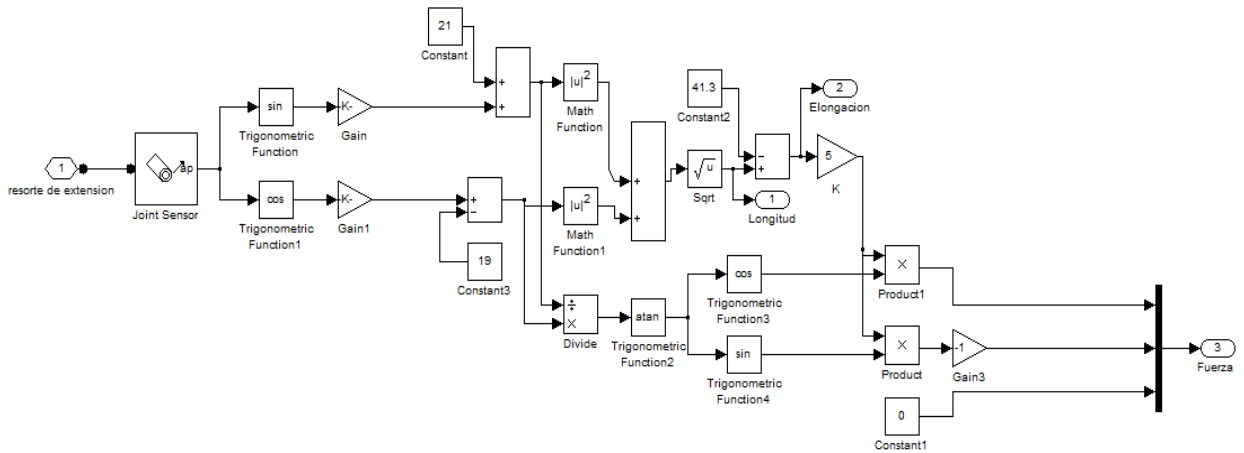 21
Constant
+
+
|u|²
Math
Function
41.3
Constant2
2
Elongacion
sin
Trigonometric
Function
K-
Gain
1
resorte de extension
ap
Joint Sensor
cos
Trigonometric
Function1
K-
Gain1
+
−
19
Constant3
|u|²
Math
Function1
+
+
√u
Sqrt
−
+
1
Longitud
5
K
÷
×
Divide
atan
Trigonometric
Function2
cos
Trigonometric
Function3
sin
Trigonometric
Function4
×
Product1
×
Product
-1
Gain3
0
Constant1
3
Fuerza